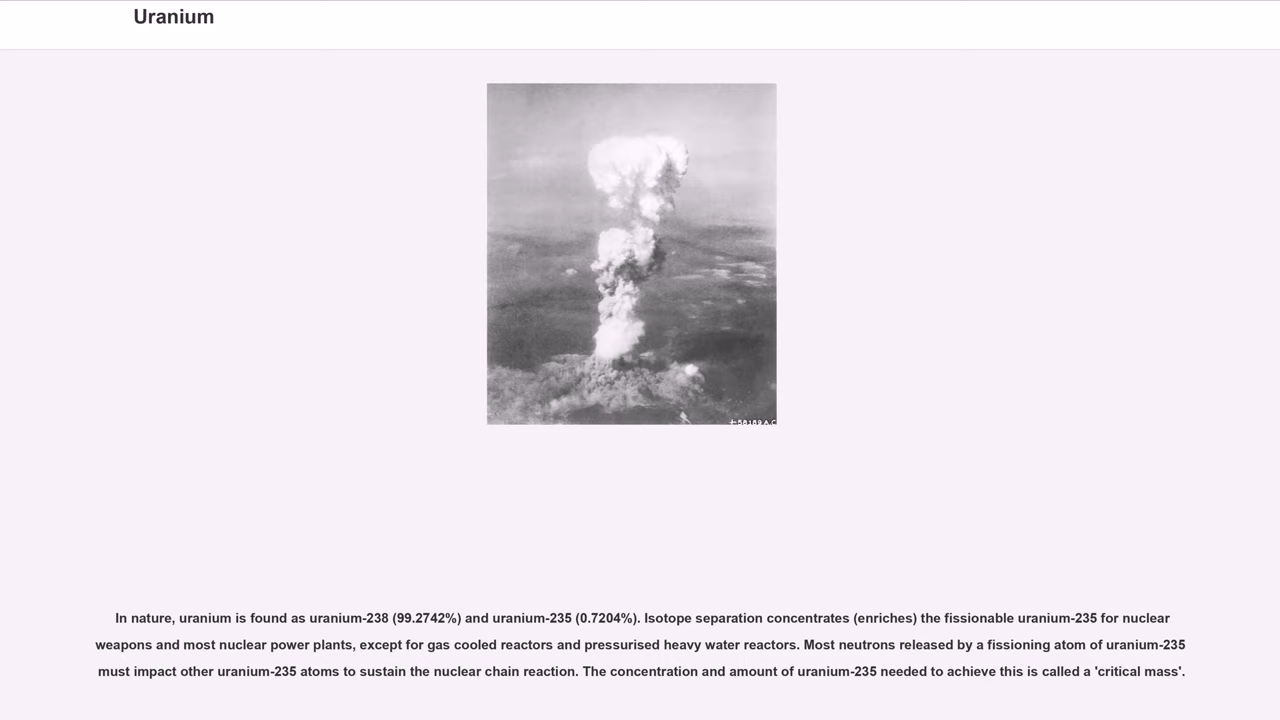 Uranium
In nature, uranium is found as uranium-238 (99.2742%) and uranium-235 (0.7204%). Isotope separation concentrates (enriches) the fissionable uranium-235 for nuclear
weapons and most nuclear power plants, except for gas cooled reactors and pressurised heavy water reactors. Most neutrons released by a fissioning atom of uranium-235
must impact other uranium-235 atoms to sustain the nuclear chain reaction. The concentration and amount of uranium-235 needed to achieve this is called a 'critical mass'.